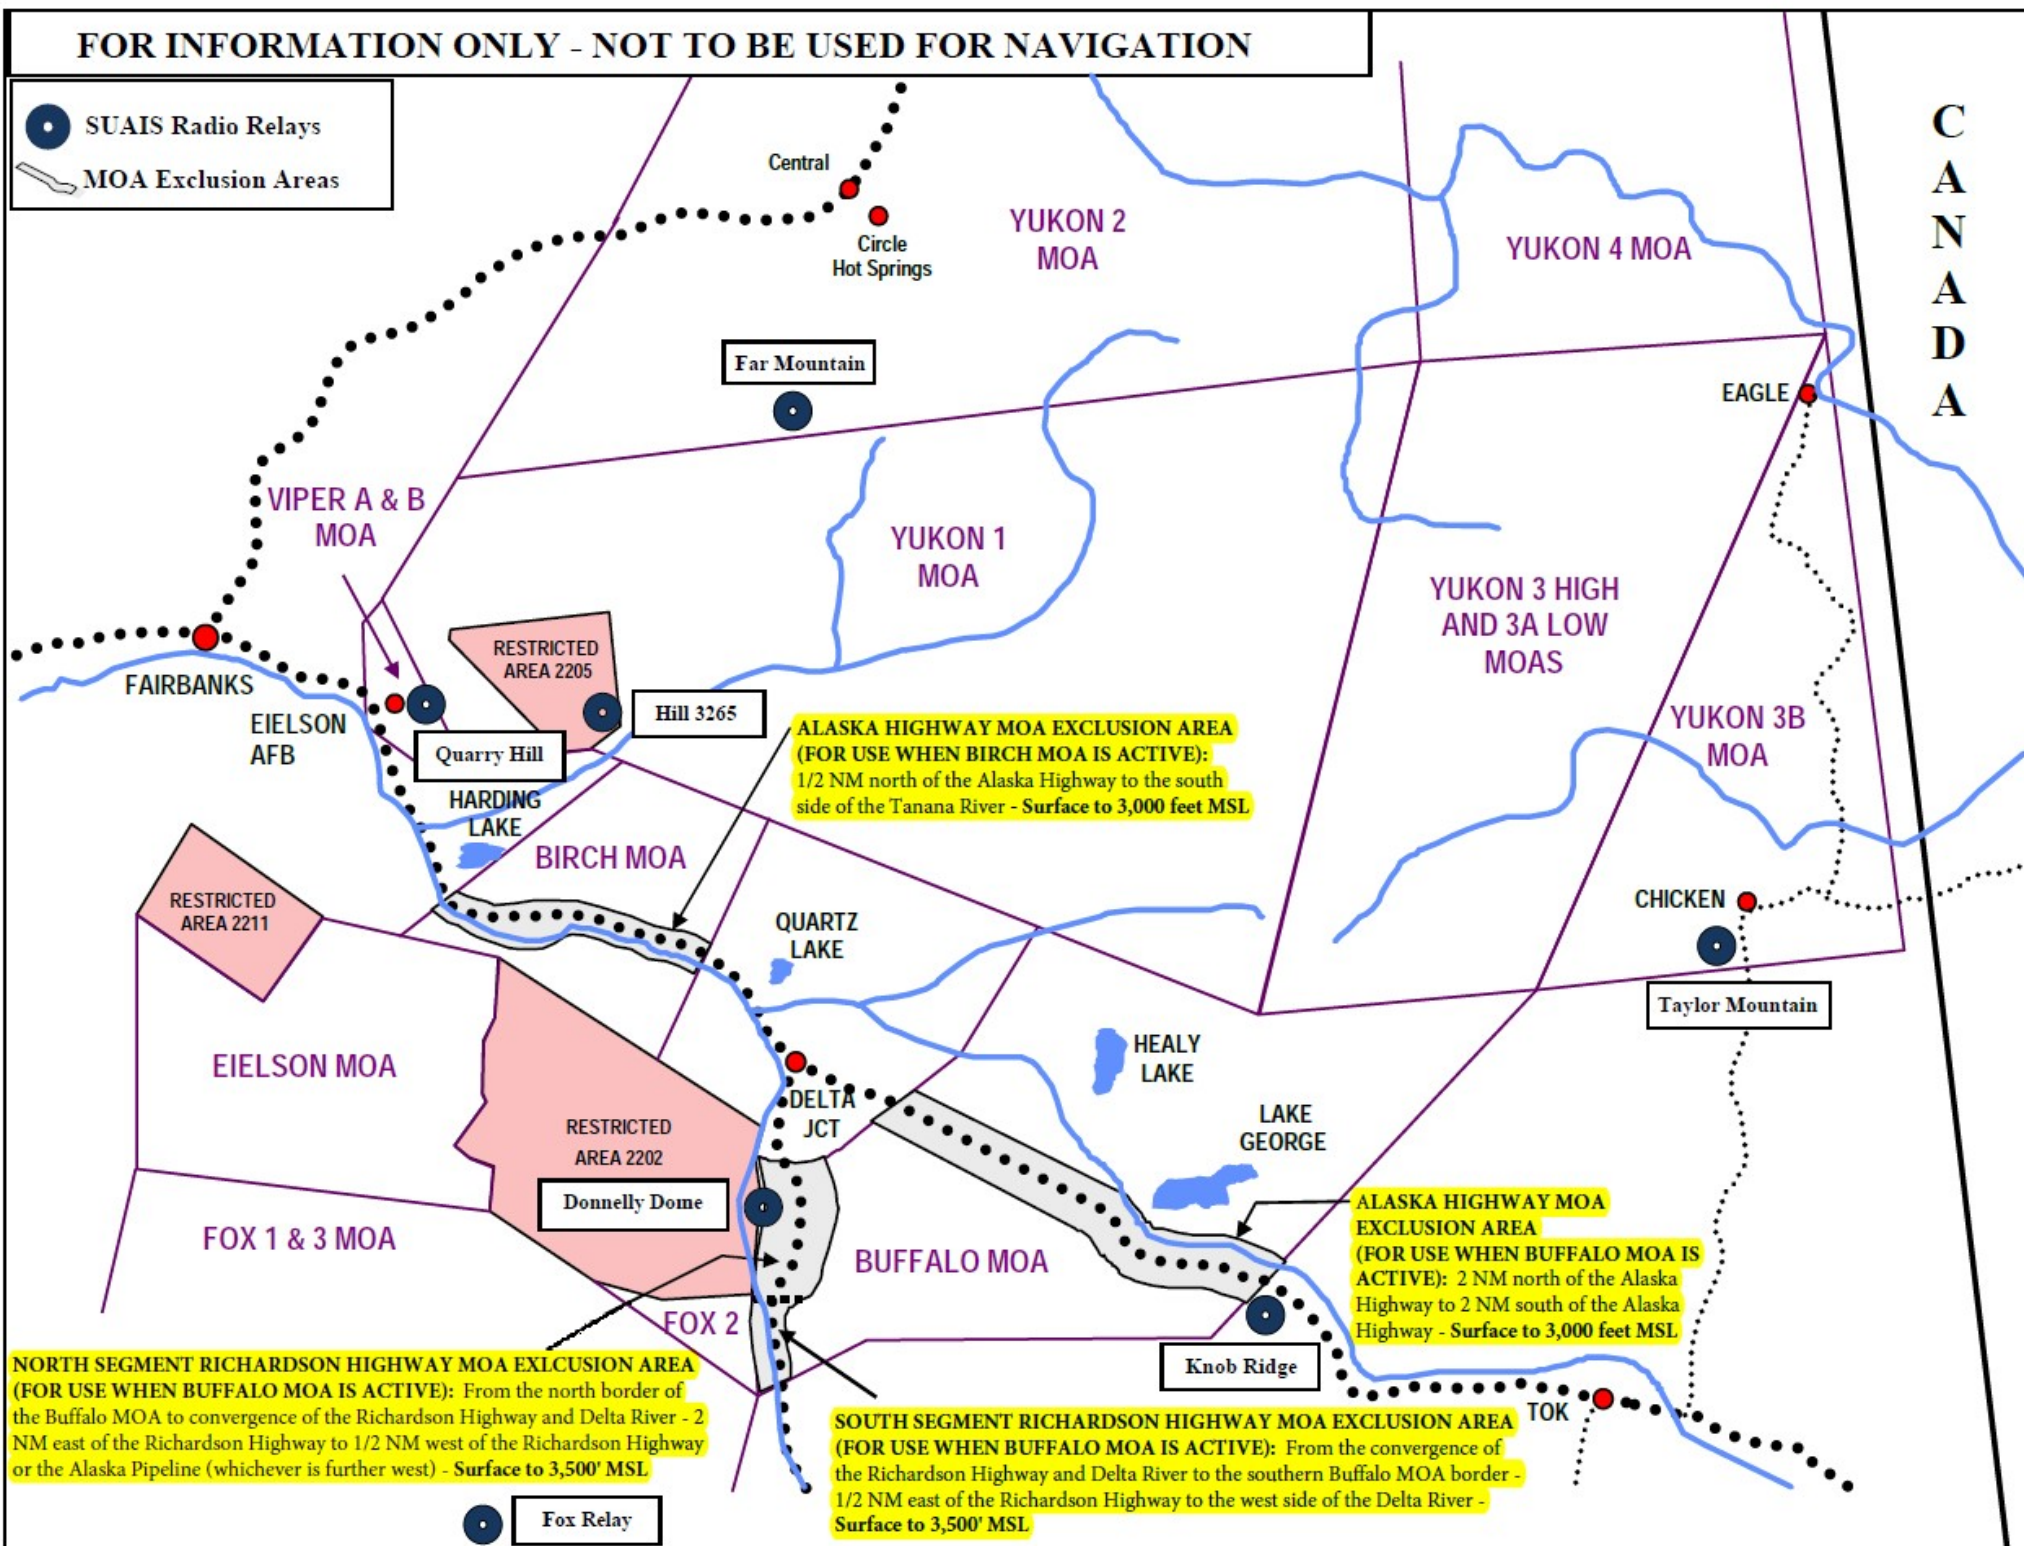 FOR INFORMATION ONLY - NOT TO BE USED FOR NAVIGATION
SUAIS Radio Relays
MOA Exclusion Areas
C
A
N
A
D
A
Central
Circle
Hot Springs
YUKON 2
MOA
YUKON 4 MOA
Far Mountain
EAGLE
VIPER A & B
MOA
YUKON 1
MOA
YUKON 3 HIGH
AND 3A LOW
MOAS
RESTRICTED
AREA 2205
FAIRBANKS
EIELSON
AFB
Hill 3265
Quarry Hill
YUKON 3B
MOA
ALASKA HIGHWAY MOA EXCLUSION AREA
(FOR USE WHEN BIRCH MOA IS ACTIVE):
1/2 NM north of the Alaska Highway to the south
side of the Tanana River - Surface to 3,000 feet MSL
HARDING
LAKE
BIRCH MOA
RESTRICTED
AREA 2211
QUARTZ
LAKE
CHICKEN
Taylor Mountain
EIELSON MOA
HEALY
LAKE
DELTA
JCT
LAKE
GEORGE
RESTRICTED
AREA 2202
Donnelly Dome
FOX 1 & 3 MOA
BUFFALO MOA
ALASKA HIGHWAY MOA
EXCLUSION AREA
(FOR USE WHEN BUFFALO MOA IS
ACTIVE): 2 NM north of the Alaska
Highway to 2 NM south of the Alaska
Highway - Surface to 3,000 feet MSL
FOX 2
Knob Ridge
TOK
NORTH SEGMENT RICHARDSON HIGHWAY MOA EXLCUSION AREA
(FOR USE WHEN BUFFALO MOA IS ACTIVE): From the north border of
the Buffalo MOA to convergence of the Richardson Highway and Delta River - 2
NM east of the Richardson Highway to 1/2 NM west of the Richardson Highway
or the Alaska Pipeline (whichever is further west) - Surface to 3,500' MSL
SOUTH SEGMENT RICHARDSON HIGHWAY MOA EXCLUSION AREA
(FOR USE WHEN BUFFALO MOA IS ACTIVE): From the convergence of
the Richardson Highway and Delta River to the southern Buffalo MOA border -
1/2 NM east of the Richardson Highway to the west side of the Delta River -
Surface to 3,500' MSL
Fox Relay